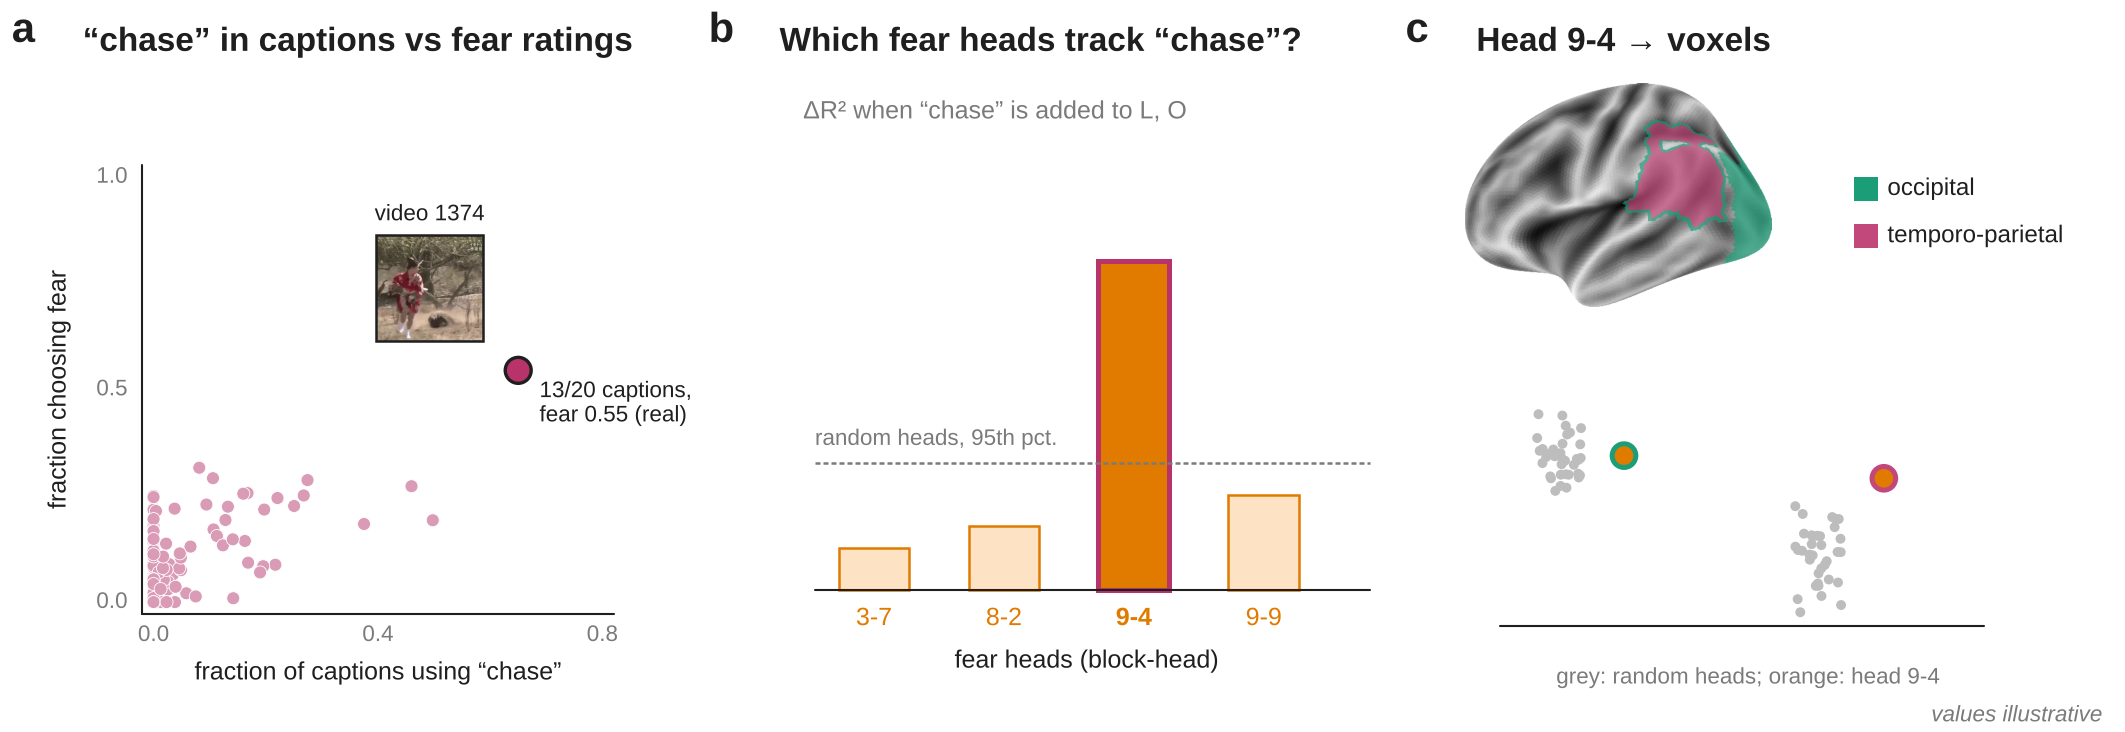 a
“chase” in captions vs fear ratings
1.0
0.5
0.0
fraction choosing fear
video 1374
13/20 captions,
fear 0.55 (real)
0.0
0.4
0.8
fraction of captions using “chase”
b
Which fear heads track “chase”?
ΔR² when “chase” is added to L, O
random heads, 95th pct.
3-7
8-2
9-4
9-9
fear heads (block-head)
c
Head 9-4 → voxels
occipital
temporo-parietal
grey: random heads; orange: head 9-4
values illustrative